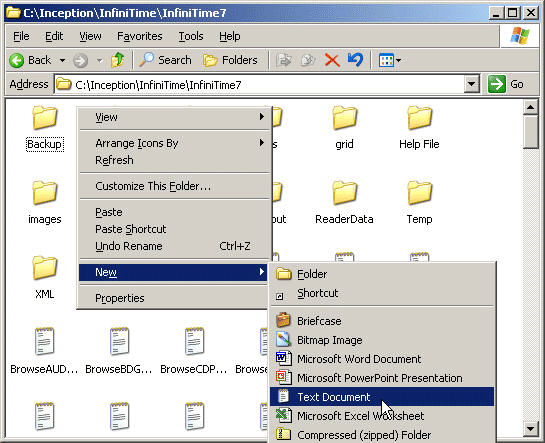 C:\Inception\InfiniTime\InfiniTime7
File Edit View Favorites Tools Help
Back Search Folders
Address C:\Inception\InfiniTime\InfiniTime7 Go
Backup grid Help File
View
Arrange Icons By
Refresh
Customize This Folder...
images ReaderData Temp
Paste
Paste Shortcut
Undo Rename Ctrl+Z
XML
New
Properties
Folder
Shortcut
Briefcase
Bitmap Image
Microsoft Word Document
Microsoft PowerPoint Presentation
Text Document
Microsoft Excel Worksheet
Compressed (zipped) Folder
BrowseAUD... BrowseBDG... BrowseCDP...